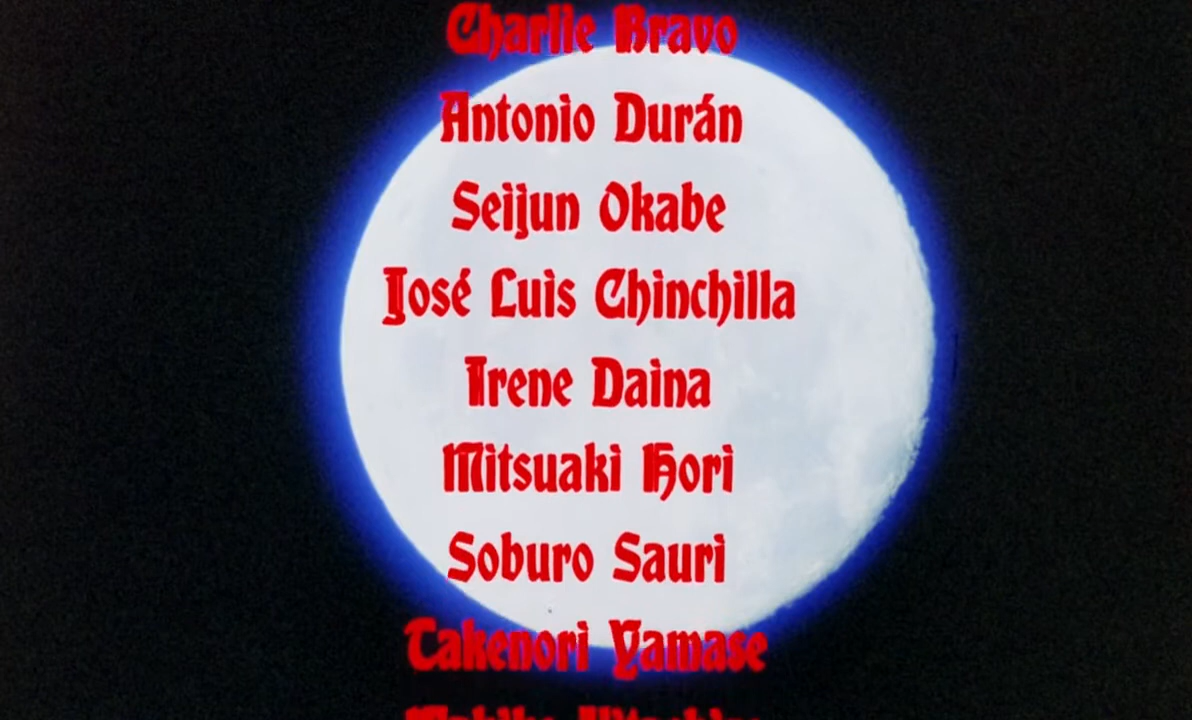 Charlie Bravo
Antonio Durán
Seijun Okabe
José Luis Chinchilla
Irene Daina
Mitsuaki Hori
Soburo Sauri
Takenori Yamase